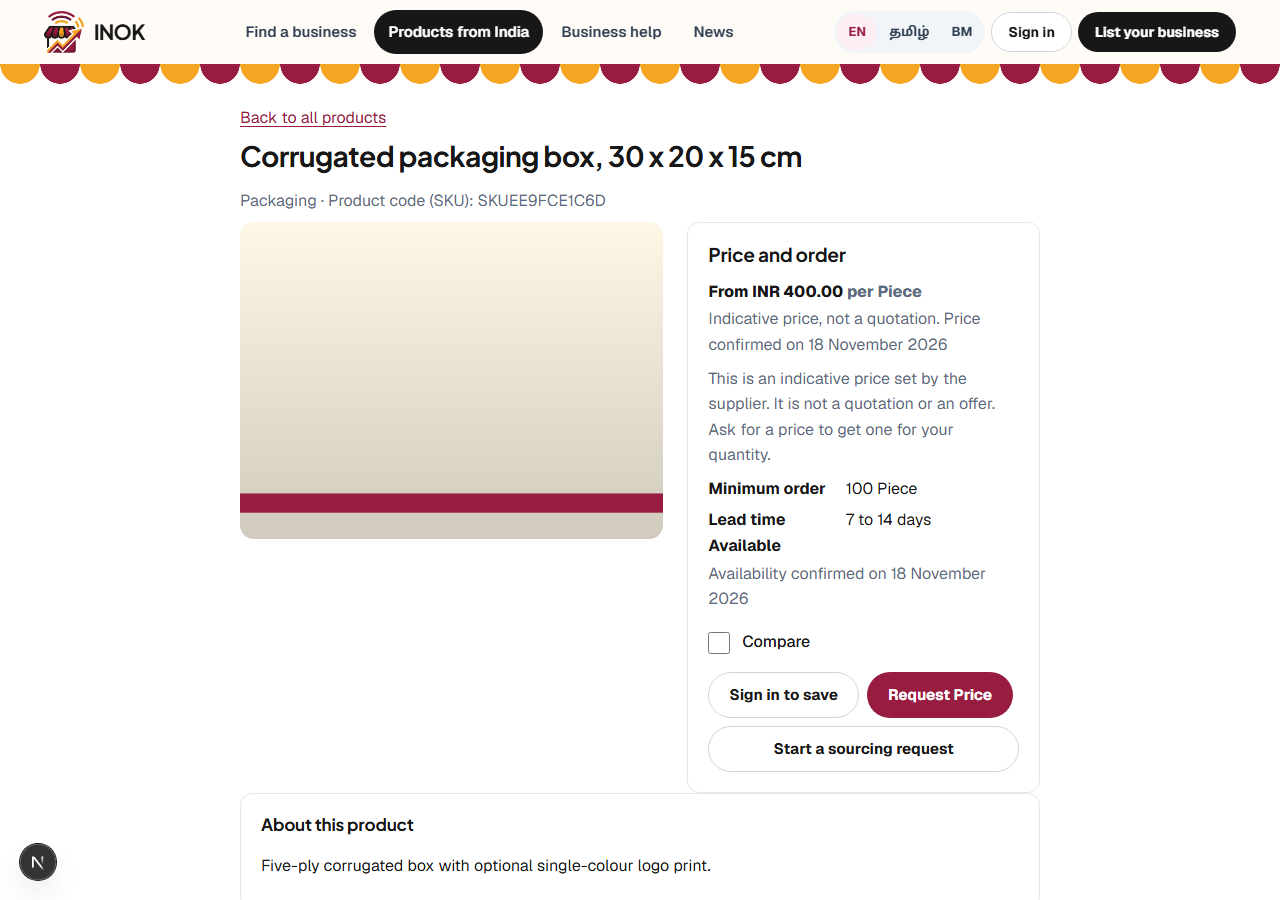 INOK
Find a business
Products from India
Business help
News
EN
தமிழ்
BM
Sign in
List your business
Back to all products
Corrugated packaging box, 30 x 20 x 15 cm
Packaging · Product code (SKU): SKUEE9FCE1C6D
Price and order
From INR 400.00 per Piece
Indicative price, not a quotation. Price
confirmed on 18 November 2026
This is an indicative price set by the
supplier. It is not a quotation or an offer.
Ask for a price to get one for your
quantity.
Minimum order 100 Piece
Lead time 7 to 14 days
Available
Availability confirmed on 18 November
2026
Compare
Sign in to save
Request Price
Start a sourcing request
About this product
Five-ply corrugated box with optional single-colour logo print.
N